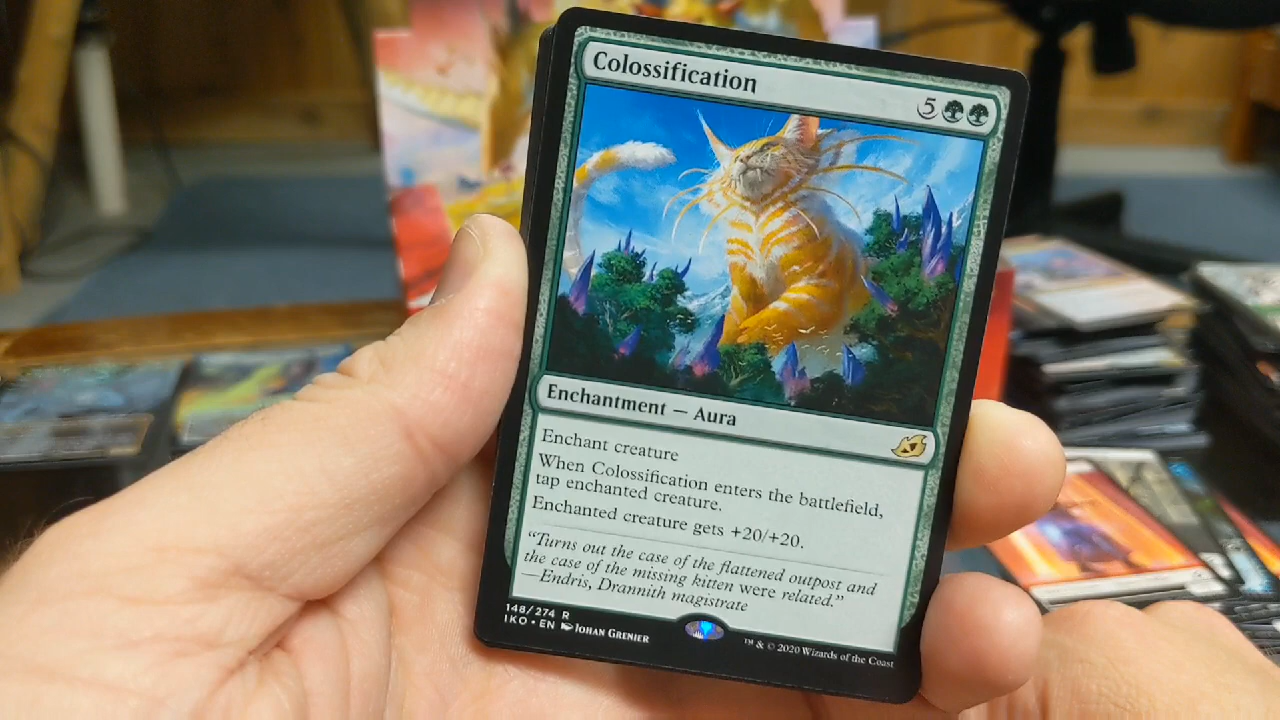 Colossification
5
Enchantment — Aura
Enchant creature
When Colossification enters the battlefield,
tap enchanted creature.
Enchanted creature gets +20/+20.
“Turns out the case of the flattened outpost and
the case of the missing kitten were related.”
—Endris, Drannith magistrate
148/274 R
IKO • EN Johan Grenier
™ & © 2020 Wizards of the Coast